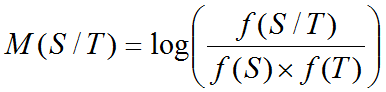 M(S/T) = log(f(S/T) / f(S)×f(T))